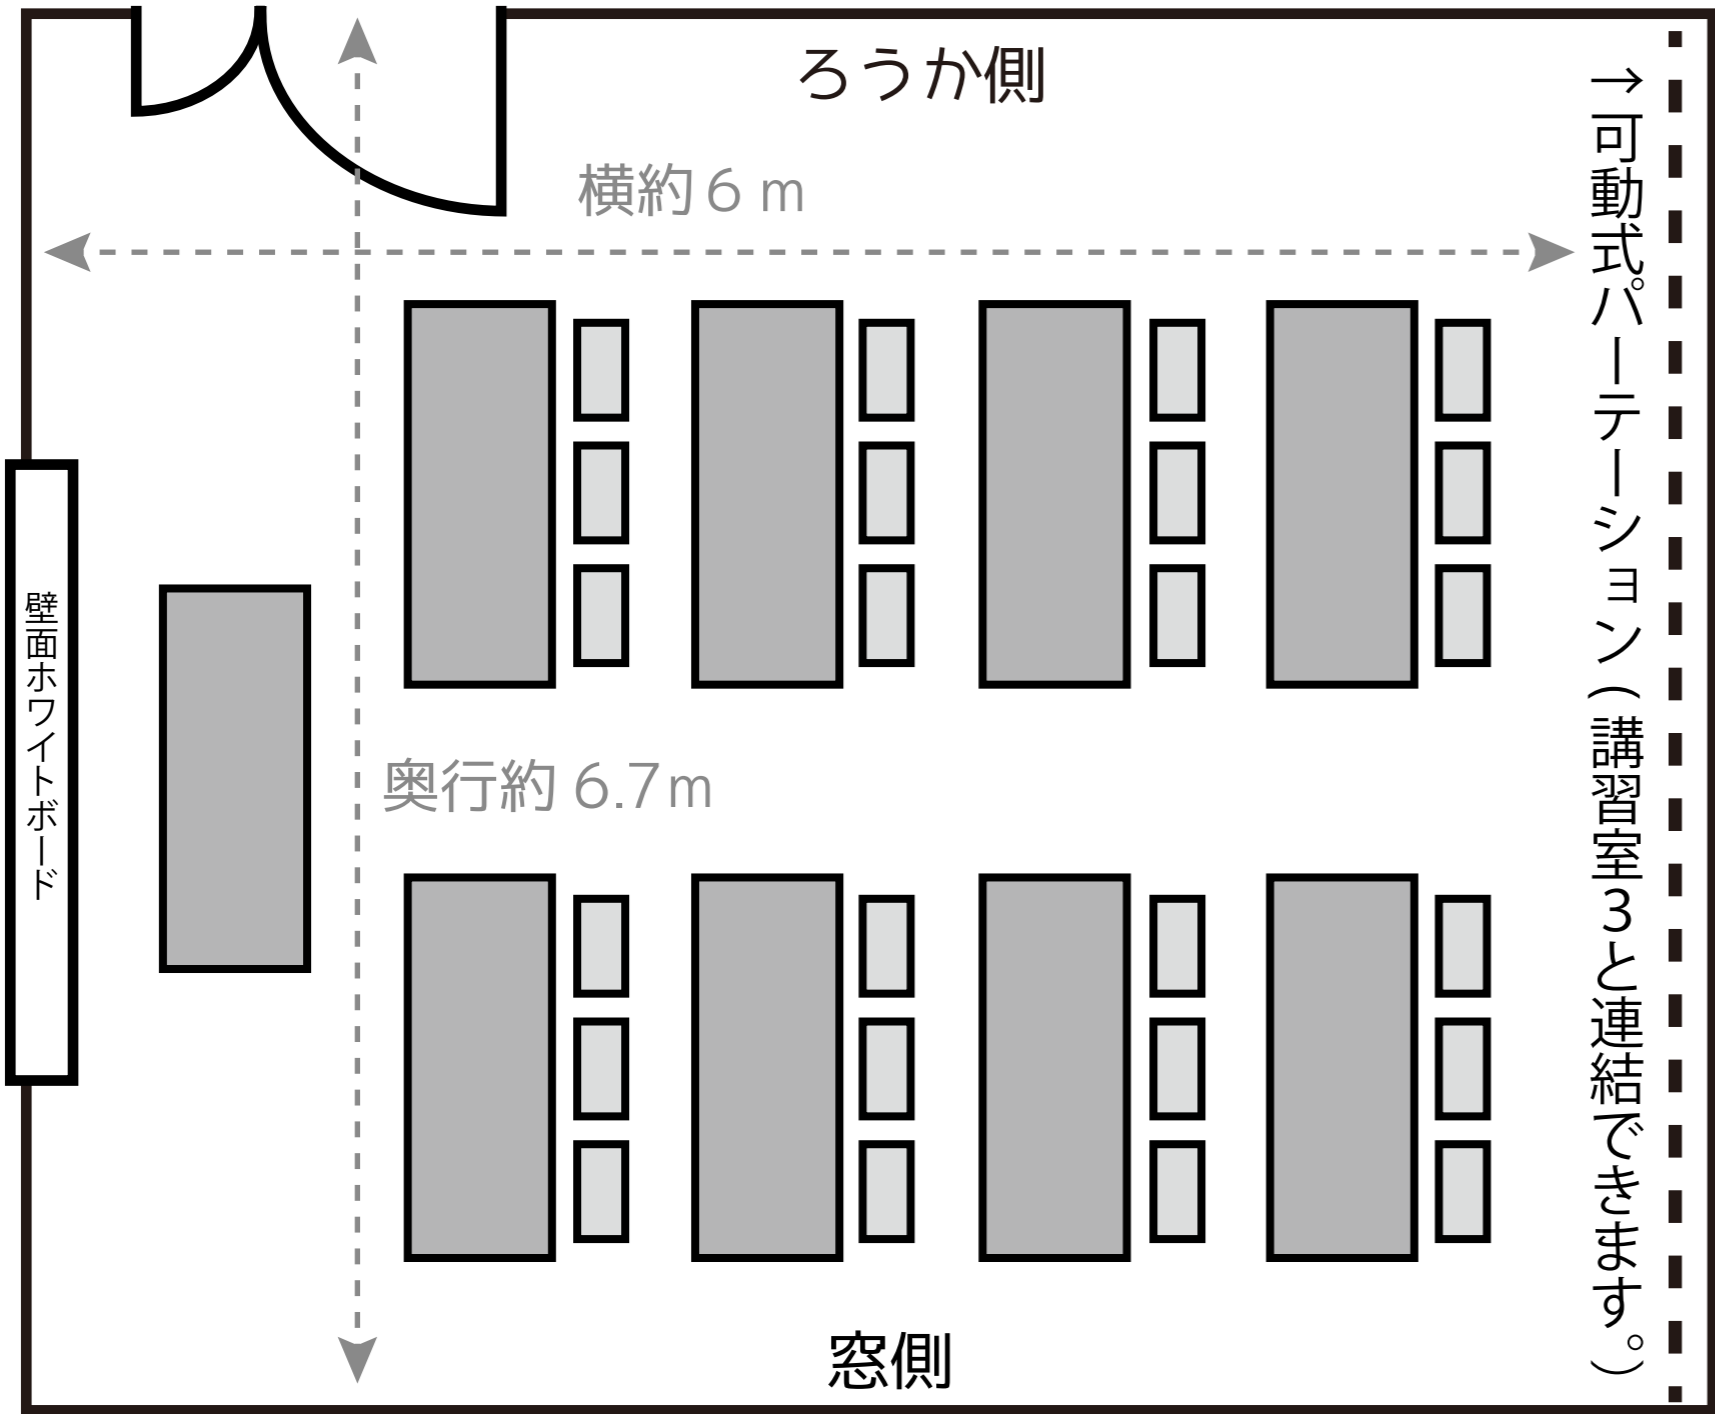 ろうか側
横約６ｍ
→可動式パーテーション(講習室３と連結できます。)
壁面ホワイトボード
奥行約 6.7m
窓側